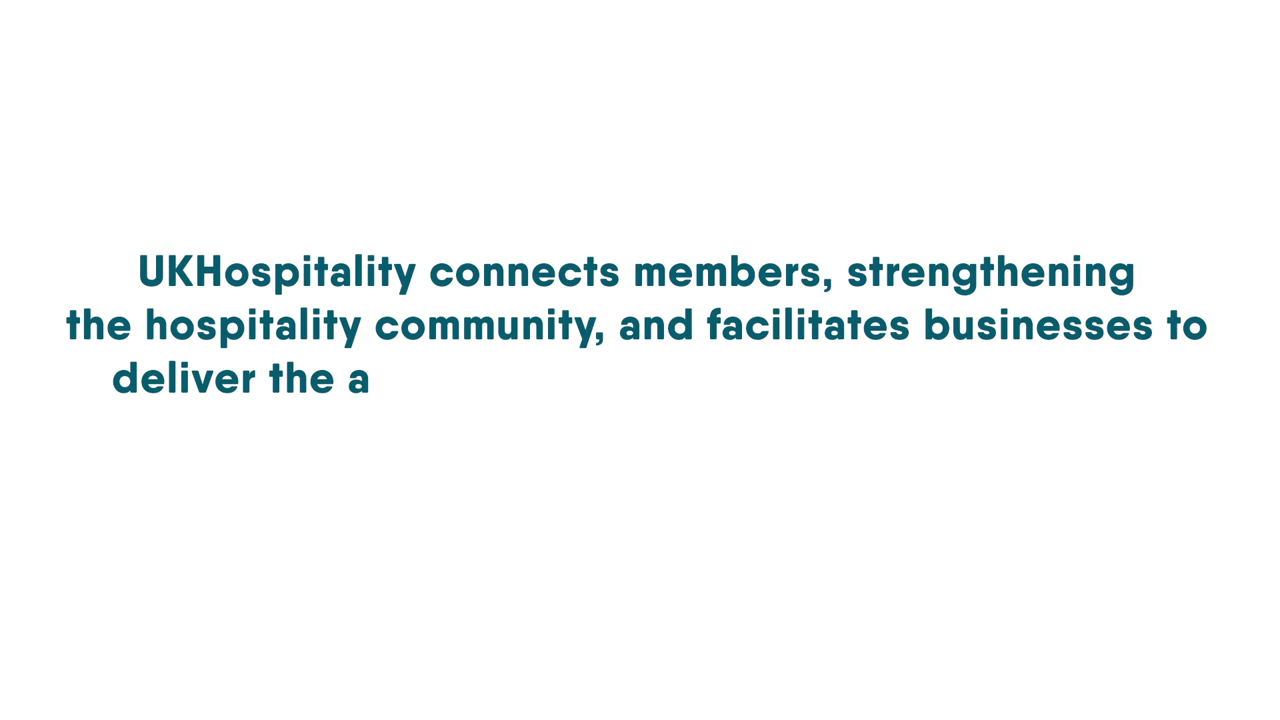 UKHospitality connects members, strengthening
the hospitality community, and facilitates businesses to
deliver the a